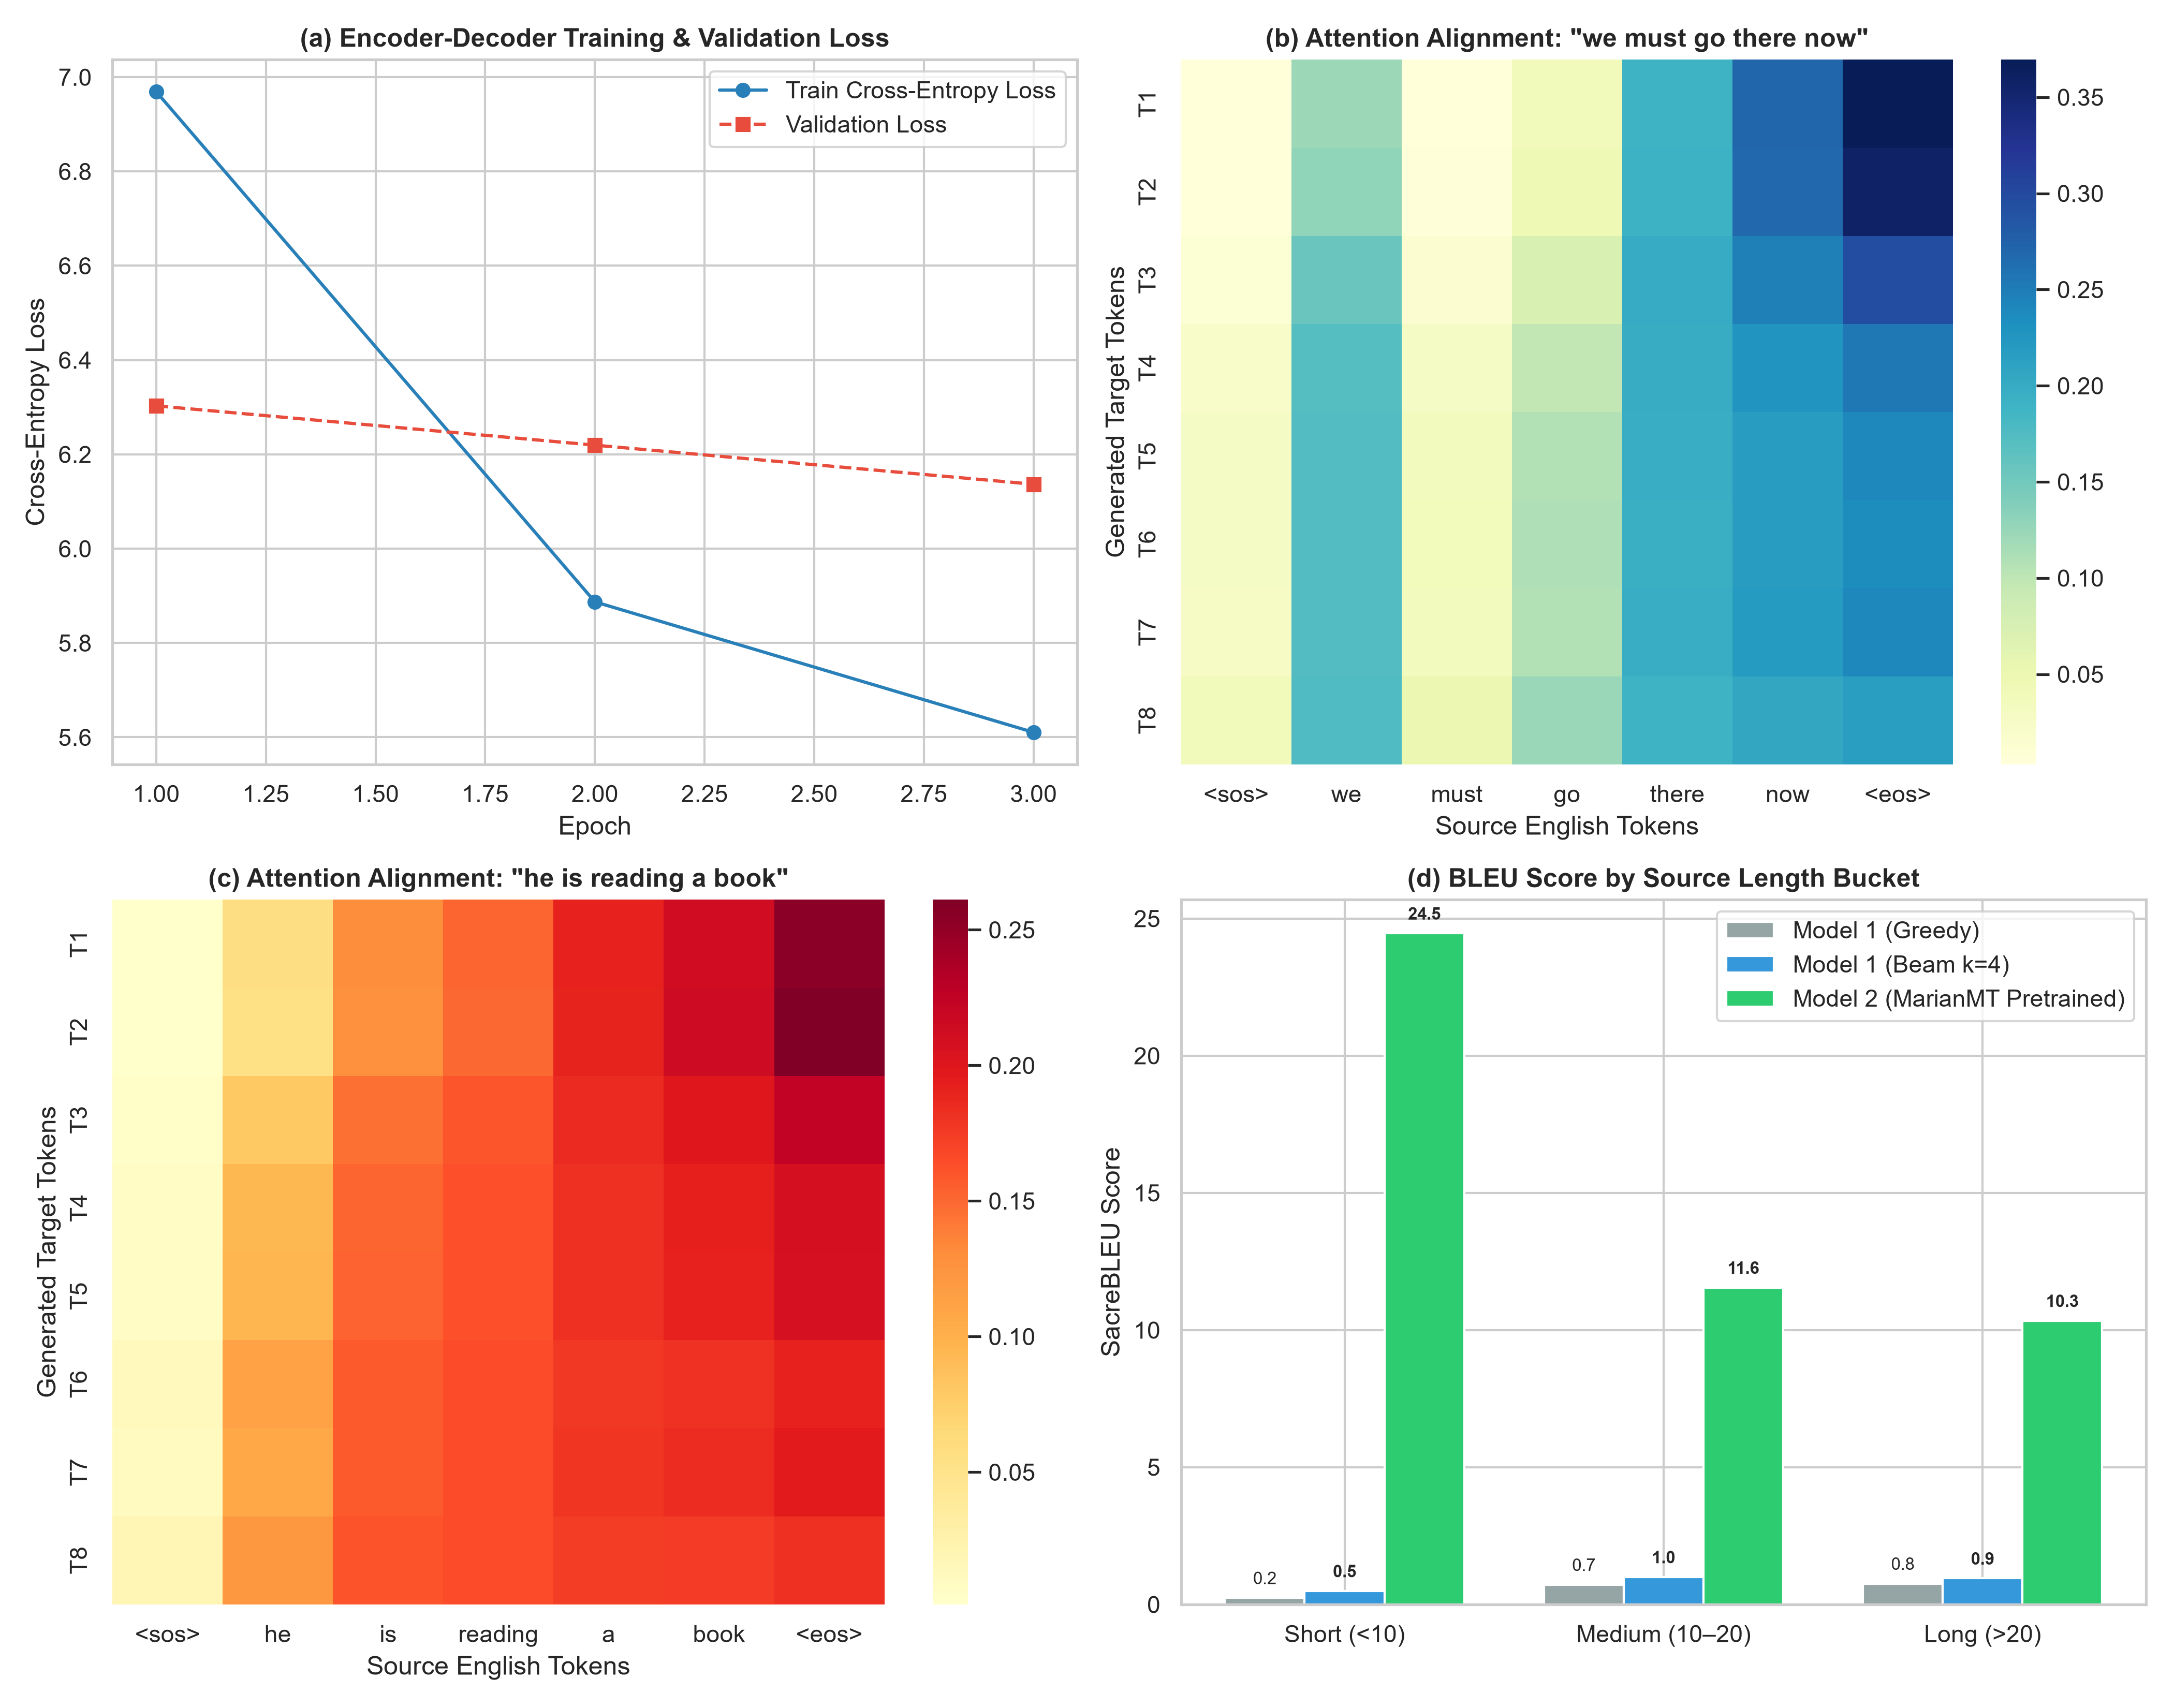 (a) Encoder-Decoder Training & Validation Loss
Train Cross-Entropy Loss
Validation Loss
Cross-Entropy Loss
7.0
6.8
6.6
6.4
6.2
6.0
5.8
5.6
1.00 1.25 1.50 1.75 2.00 2.25 2.50 2.75 3.00
Epoch
(b) Attention Alignment: "we must go there now"
Generated Target Tokens
T1
T2
T3
T4
T5
T6
T7
T8
<sos> we must go there now <eos>
Source English Tokens
0.35
0.30
0.25
0.20
0.15
0.10
0.05
(c) Attention Alignment: "he is reading a book"
Generated Target Tokens
T1
T2
T3
T4
T5
T6
T7
T8
<sos> he is reading a book <eos>
Source English Tokens
0.25
0.20
0.15
0.10
0.05
(d) BLEU Score by Source Length Bucket
Model 1 (Greedy)
Model 1 (Beam k=4)
Model 2 (MarianMT Pretrained)
SacreBLEU Score
25
20
15
10
5
0
0.2 0.5 24.5
0.7 1.0 11.6
0.8 0.9 10.3
Short (<10) Medium (10–20) Long (>20)